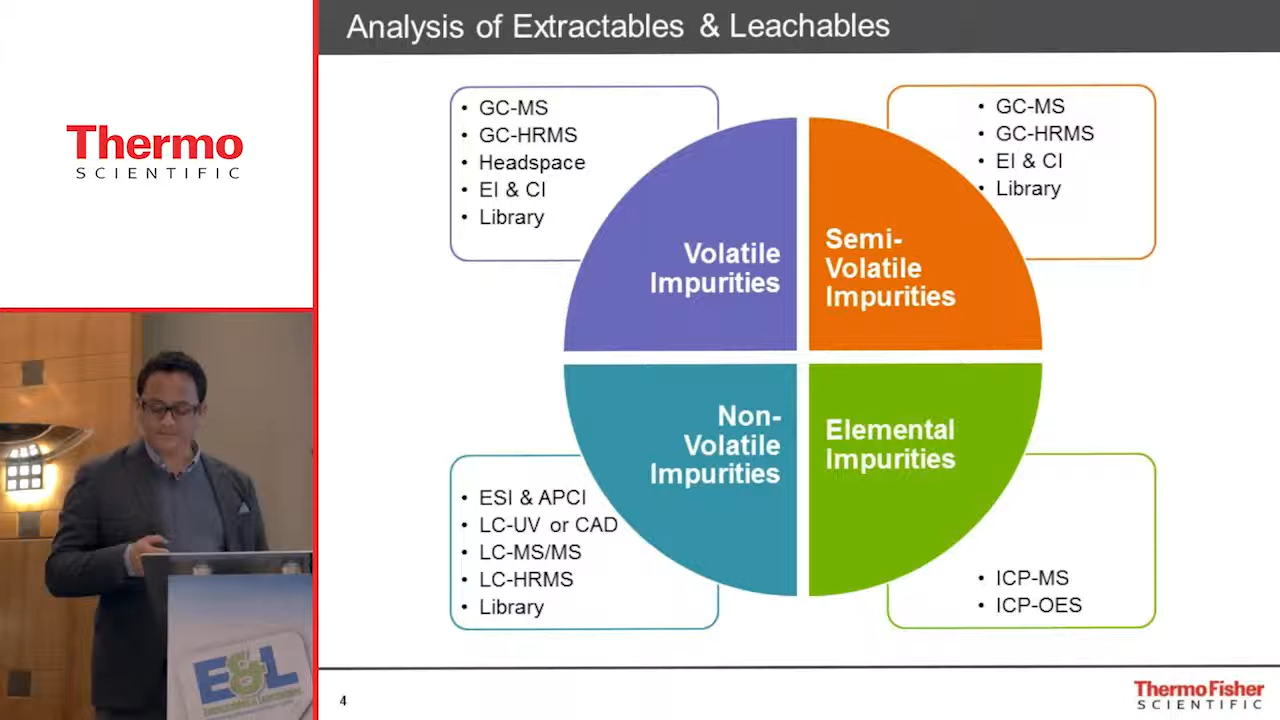 Analysis of Extractables & Leachables
Thermo
SCIENTIFIC
• GC-MS
• GC-HRMS
• Headspace
• EI & CI
• Library
• GC-MS
• GC-HRMS
• EI & CI
• Library
Volatile
Impurities
Semi-
Volatile
Impurities
Non-
Volatile
Impurities
Elemental
Impurities
• ESI & APCI
• LC-UV or CAD
• LC-MS/MS
• LC-HRMS
• Library
• ICP-MS
• ICP-OES
E&L
4
ThermoFisher
SCIENTIFIC